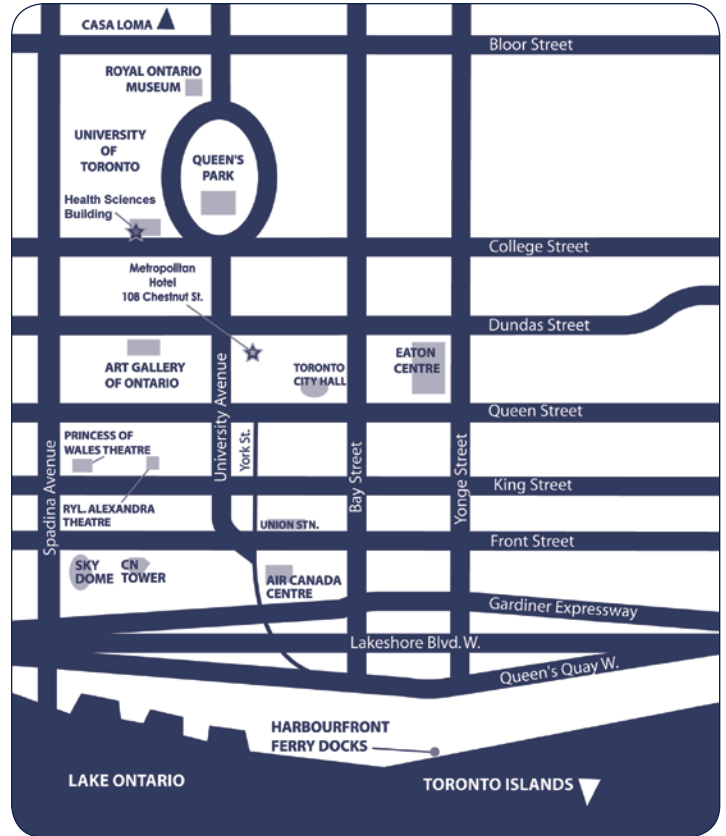 CASA LOMA
Bloor Street
ROYAL ONTARIO
MUSEUM
UNIVERSITY
OF
TORONTO
QUEEN'S
PARK
Health Sciences
Building
College Street
Metropolitan
Hotel
108 Chestnut St.
Dundas Street
ART GALLERY
OF ONTARIO
University Avenue
TORONTO
CITY HALL
EATON
CENTRE
Queen Street
PRINCESS OF
WALES THEATRE
Spadina Avenue
York St.
Bay Street
Yonge Street
King Street
RYL. ALEXANDRA
THEATRE
UNION STN.
Front Street
SKY
DOME
CN
TOWER
AIR CANADA
CENTRE
Gardiner Expressway
Lakeshore Blvd. W.
Queen's Quay W.
HARBOURFRONT
FERRY DOCKS
LAKE ONTARIO
TORONTO ISLANDS